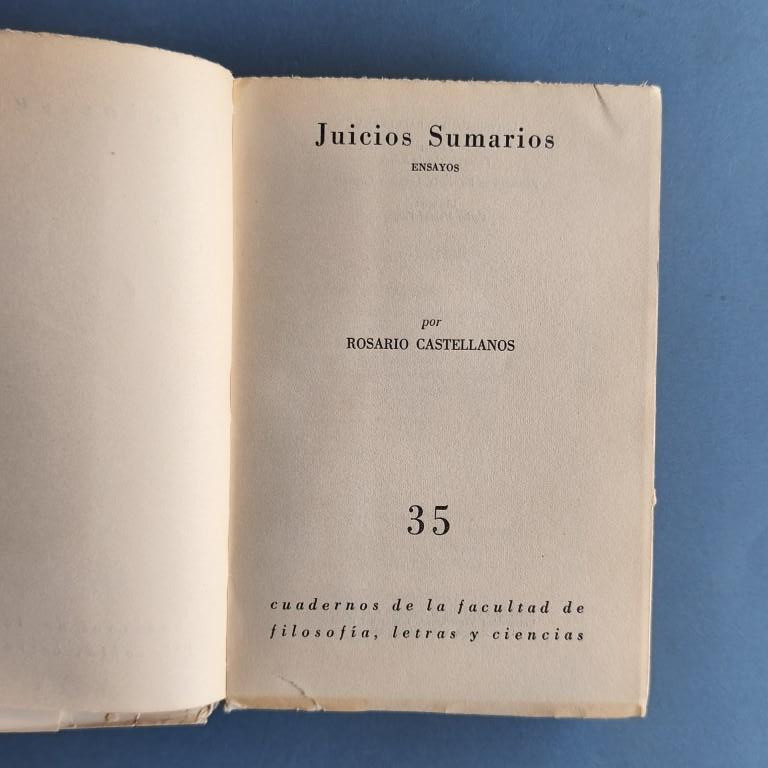 Juicios Sumarios
ENSAYOS
por
ROSARIO CASTELLANOS
35
cuadernos de la facultad de
filosofía, letras y ciencias